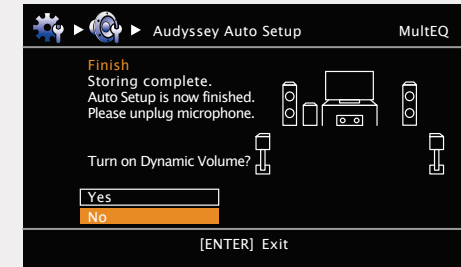 Audyssey Auto Setup MultEQ
Finish
Storing complete.
Auto Setup is now finished.
Please unplug microphone.
Turn on Dynamic Volume?
Yes
No
[ENTER] Exit